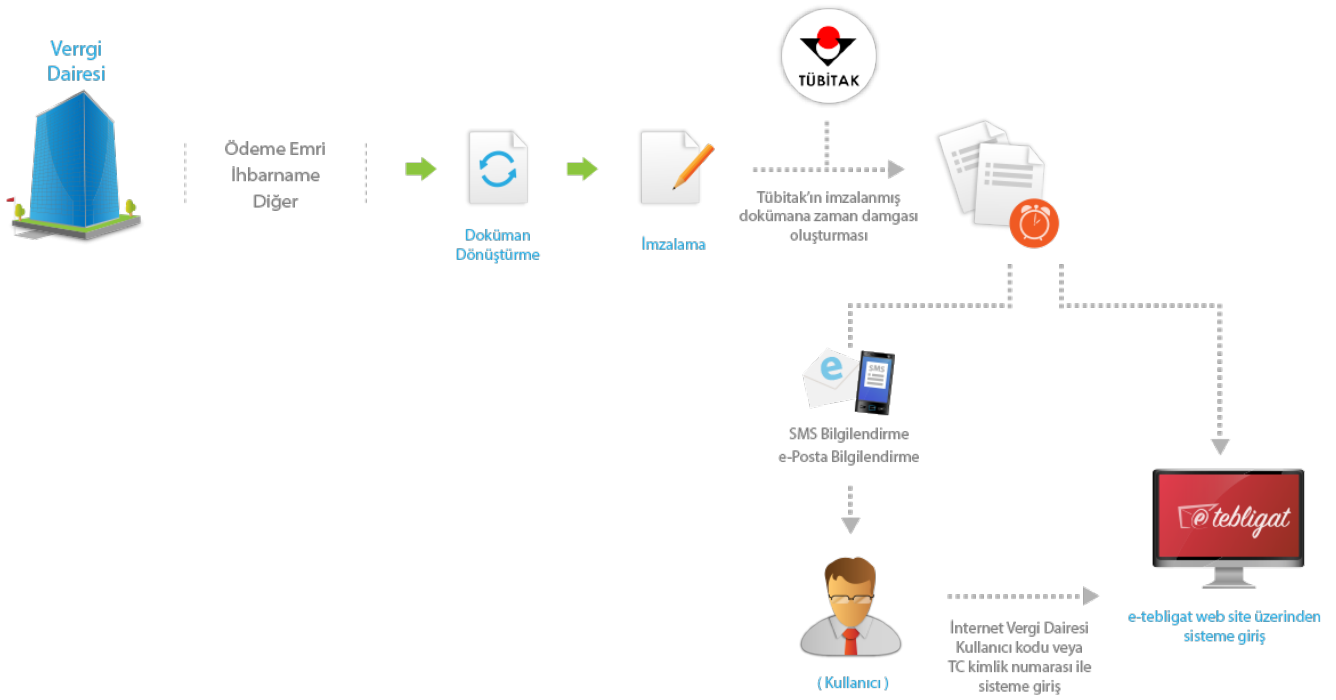 Verrgi
Dairesi
Ödeme Emri
İhbarname
Diğer
Doküman
Dönüştürme
İmzalama
TÜBİTAK
Tübitak'ın imzalanmış
dokümana zaman damgası
oluşturması
e
SMS
SMS Bilgilendirme
e-Posta Bilgilendirme
( Kullanıcı )
İnternet Vergi Dairesi
Kullanıcı kodu veya
TC kimlik numarası ile
sisteme giriş
e tebligat
e-tebligat web site üzerinden
sisteme giriş